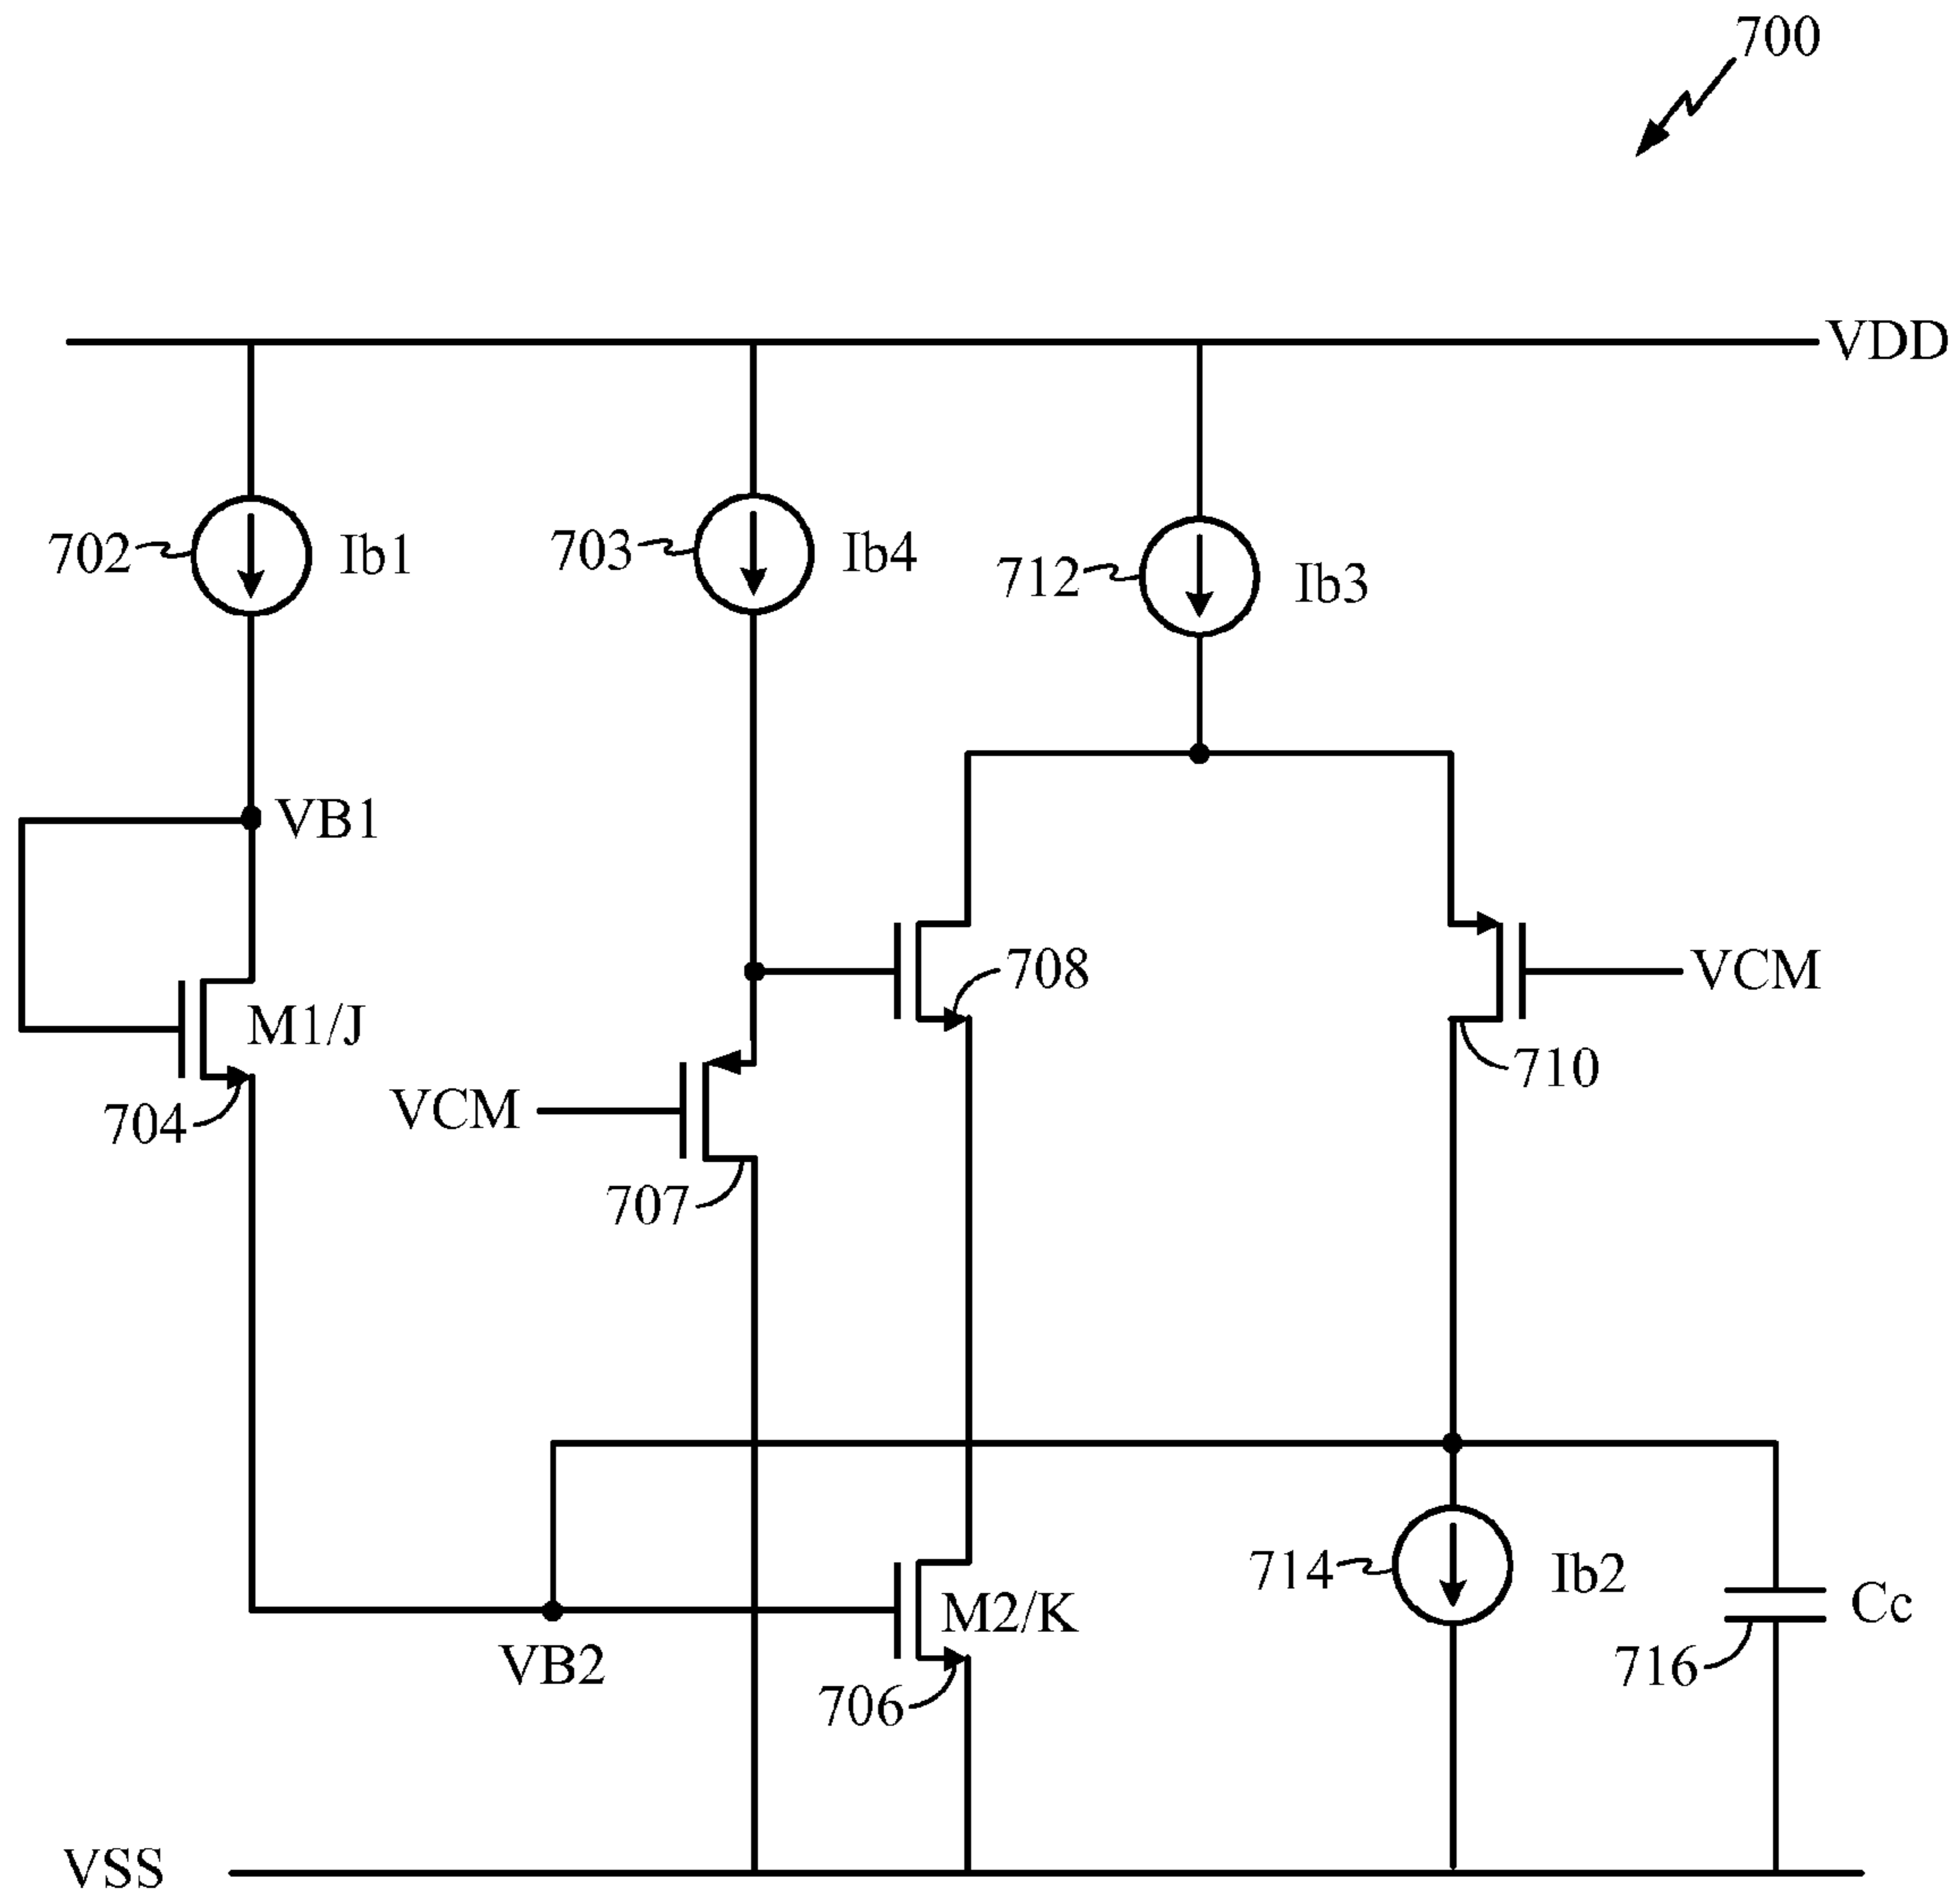 700
VDD
702
Ib1
703
Ib4
712
Ib3
VB1
708
VCM
M1/J
710
704
VCM
707
714
Ib2
Cc
M2/K
VB2
716
706
VSS